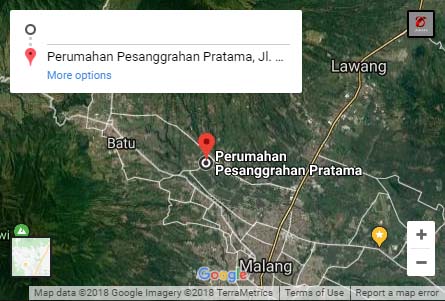 Perumahan Pesanggrahan Pratama, Jl. ...
More options
Lawang
Batu
Perumahan
Pesanggrahan Pratama
Google
Malang
Map data ©2018 Google Imagery ©2018 TerraMetrics
Terms of Use
Report a map error